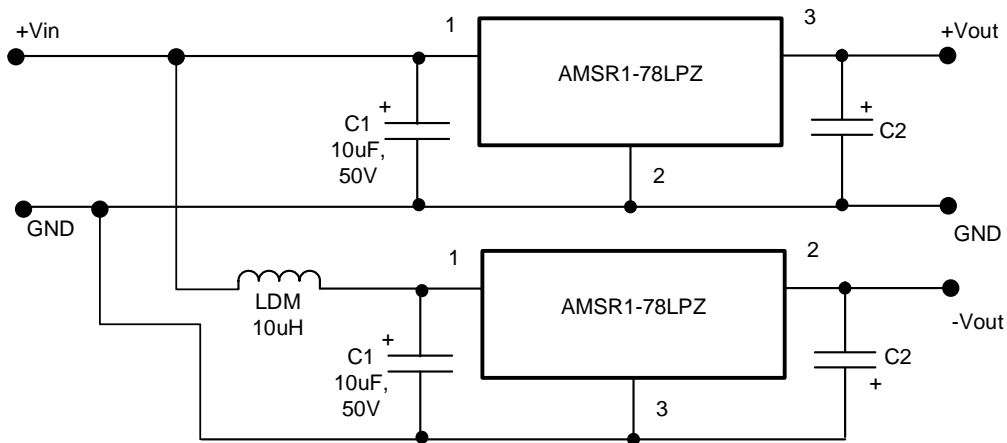 +Vin
1
3
+Vout
AMSR1-78LPZ
+
C1
10uF,
50V
+
C2
2
GND
GND
1
2
LDM
10uH
AMSR1-78LPZ
-Vout
+
C1
10uF,
50V
C2
+
3